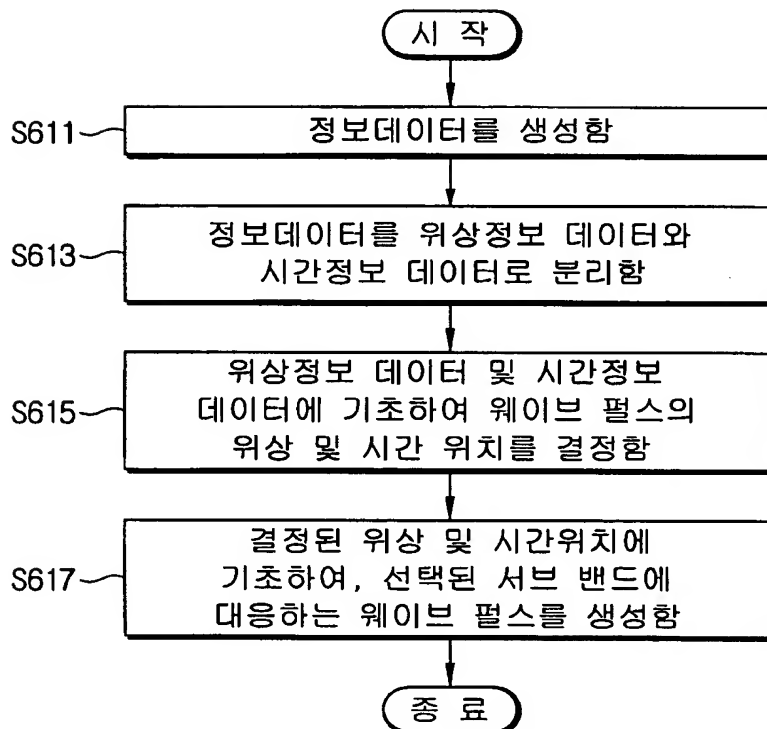 시 작
S611
정보데이터를 생성함
S613
정보데이터를 위상정보 데이터와
시간정보 데이터로 분리함
S615
위상정보 데이터 및 시간정보
데이터에 기초하여 웨이브 펄스의
위상 및 시간 위치를 결정함
S617
결정된 위상 및 시간위치에
기초하여, 선택된 서브 밴드에
대응하는 웨이브 펄스를 생성함
종 료